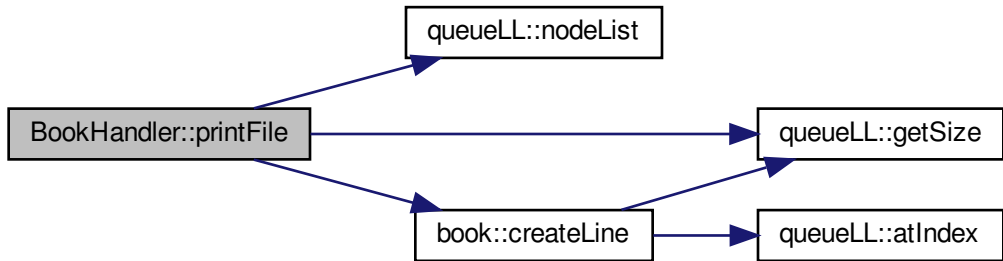 queueLL::nodeList
BookHandler::printFile
queueLL::getSize
book::createLine
queueLL::atIndex